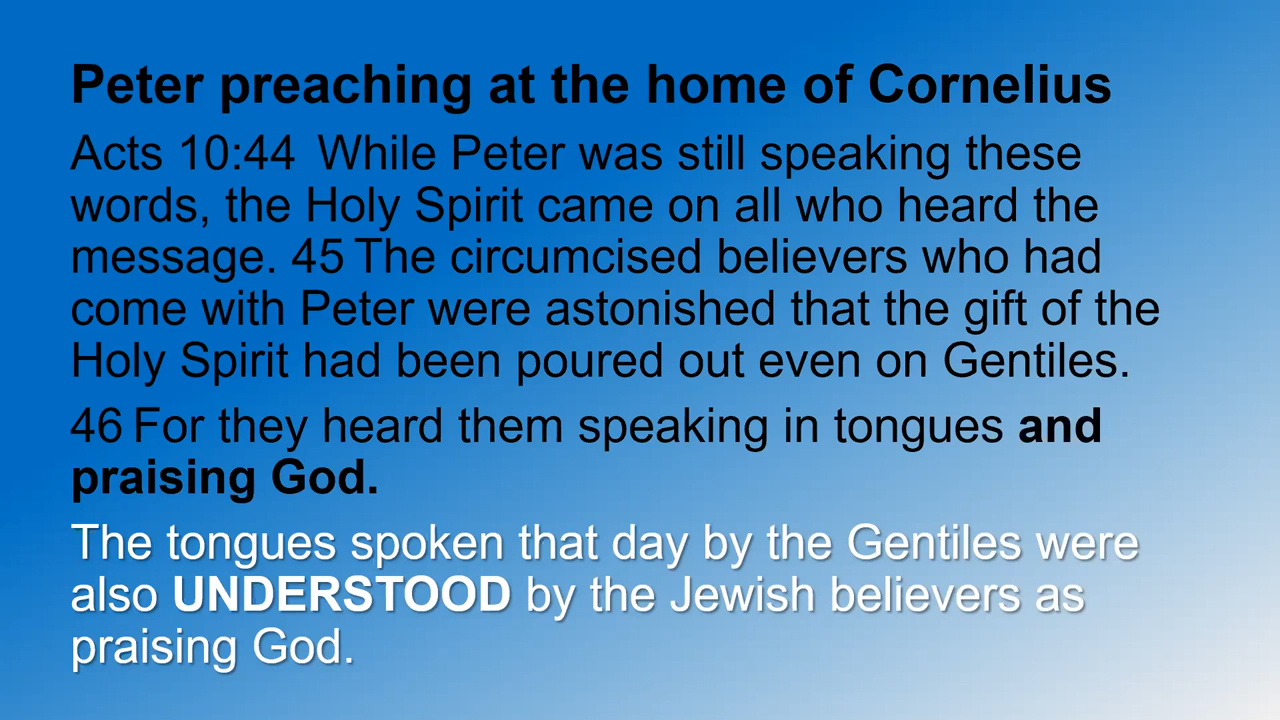 Peter preaching at the home of Cornelius
Acts 10:44  While Peter was still speaking these
words, the Holy Spirit came on all who heard the
message. 45 The circumcised believers who had
come with Peter were astonished that the gift of the
Holy Spirit had been poured out even on Gentiles.
46 For they heard them speaking in tongues and
praising God.
The tongues spoken that day by the Gentiles were
also UNDERSTOOD by the Jewish believers as
praising God.